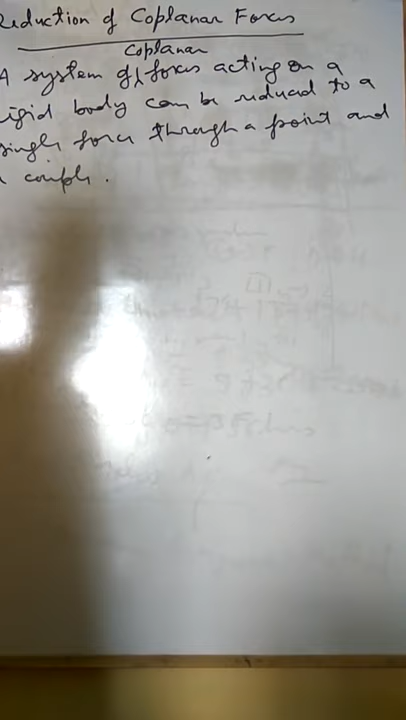 Reduction of Coplanar Forces
Coplanar
A system of forces acting on a
rigid body can be reduced to a
single force through a point and
a couple.